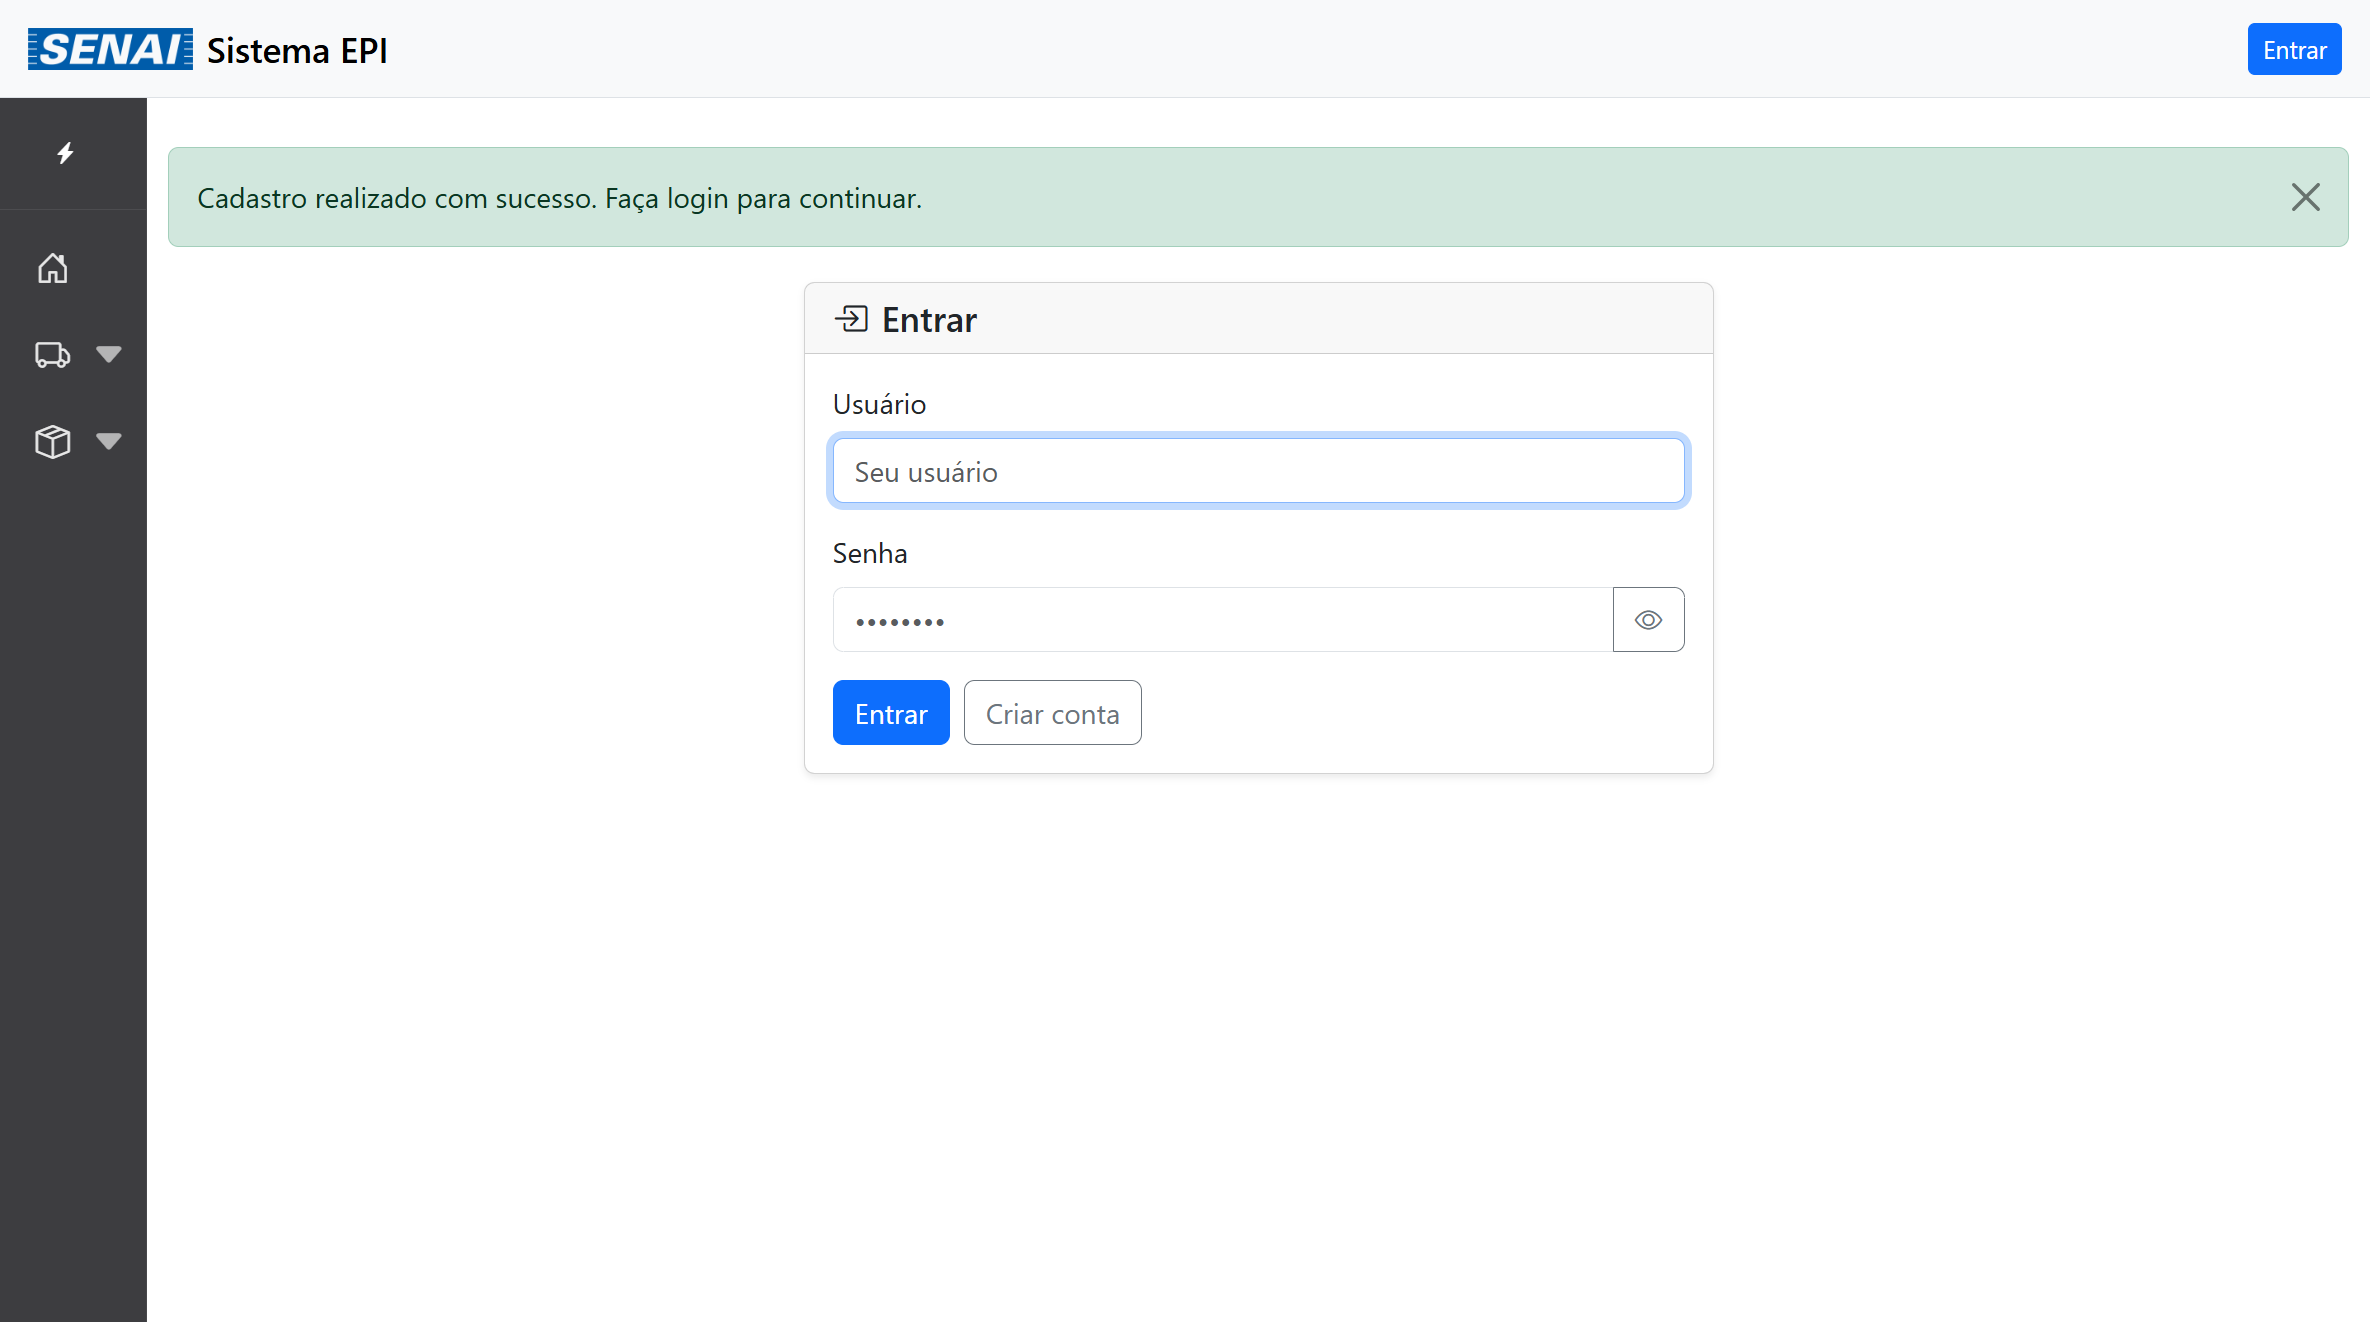 SENAI Sistema EPI
Entrar
Cadastro realizado com sucesso. Faça login para continuar.
Entrar
Usuário
Seu usuário
Senha
••••••••
Entrar
Criar conta